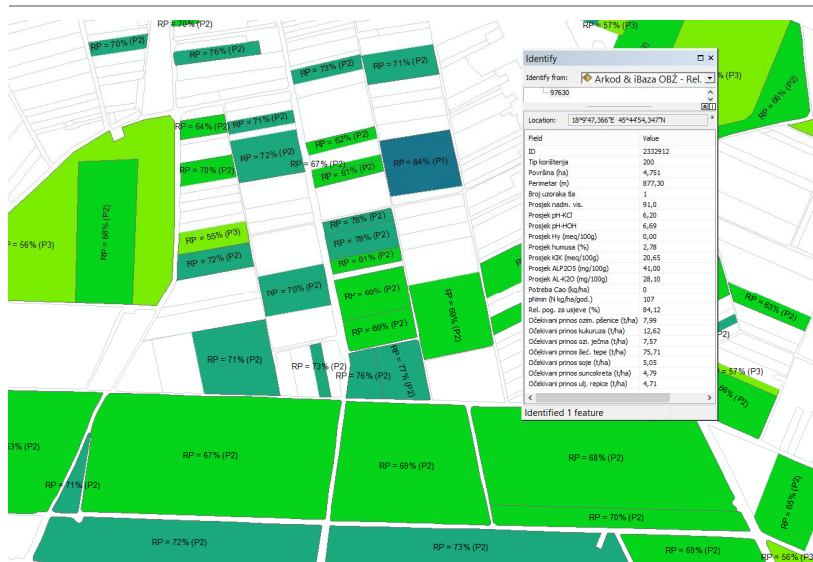 RP = 70% (P2)
RP = 57% (P3)
RP = 70% (P2)
RP = 76% (P2)
RP = 73% (P2)
RP = 71% (P2)
% (P3)
RP = 66% (P2)
RP = 64% (P2)
RP = 71% (P2)
RP = 62% (P2)
RP = 72% (P2)
RP = 67% (P2)
RP = 70% (P2)
RP = 61% (P2)
RP = 84% (P1)
RP = 68% (P2)
RP = 78% (P2)
RP = 55% (P3)
RP = 78% (P2)
= 56% (P3)
RP = 72% (P2)
RP = 61% (P2)
RP = 70% (P2)
RP = 69% (P2)
RP = 69% (P2)
RP = 63% (P2)
RP = 69% (P2)
RP = 71% (P2)
RP = 73% (P2)
RP = 76% (P2)
RP = 77% (P2)
= 57% (P3)
66% (P2)
Identify
Identify from: Arkod & iBaza OBŽ - Rel.
97630
Location: 18°9'47,366"E 45°44'54,347"N
Field Value
ID 2332912
Tip korištenja 200
Površina (ha) 4,751
Perimetar (m) 877,30
Broj uzoraka tla 1
Prosjek nadm. vis. 91,0
Prosjek pH-KCl 6,20
Prosjek pH-HOH 6,69
Prosjek Hy (meq/100g) 0,00
Prosjek humusa (%) 2,78
Prosjek KIK (meq/100g) 20,65
Prosjek ALP2O5 (mg/100g) 41,00
Prosjek AL-K2O (mg/100g) 28,10
Potreba Cao (kg/ha) 0
pNmin (N kg/ha/god.) 107
Rel. pog. za usjeve (%) 84,12
Očekivani prinos ozim. pšenice (t/ha) 7,99
Očekivani prinos kukuruza (t/ha) 12,62
Očekivani prinos ozi. ječma (t/ha) 7,57
Očekivani prinos šeć. tepe (t/ha) 75,71
Očekivani prinos soje (t/ha) 5,05
Očekivani prinos suncokreta (t/ha) 4,79
Očekivani prinos ulj. repice (t/ha) 4,71
Identified 1 feature
63% (P2)
RP = 67% (P2)
RP = 69% (P2)
RP = 68% (P2)
RP = 71% (P2)
RP = 70% (P2)
RP = 65% (P2)
RP = 72% (P2)
RP = 73% (P2)
RP = 69% (P2)
RP = 56% (P3